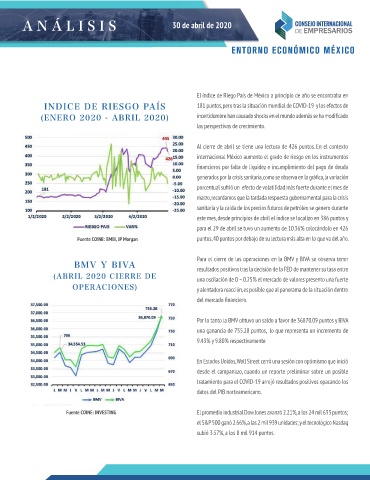 ANÁLISIS
30 de abril de 2020
CONSEJO INTERNACIONAL
DE EMPRESARIOS
ENTORNO ECONÓMICO MÉXICO
INDICE DE RIESGO PAÍS
(ENERO 2020 - ABRIL 2020)
500
450
400
350
300
250
200
150
100
445
426
181
30.00
25.00
20.00
15.00
10.00
5.00
0.00
-5.00
-10.00
-15.00
-20.00
-25.00
1/2/2020
2/2/2020
3/2/2020
4/2/2020
RIESGO PAIS
VAR%
Fuente COINE: EMBI, JP Morgan
BMV Y BIVA
(ABRIL 2020 CIERRE DE
OPERACIONES)
37,500.00
37,000.00
36,500.00
36,000.00
35,500.00
35,000.00
34,500.00
34,000.00
33,500.00
33,000.00
32,500.00
755.28
36,870.09
34,554.53
770
750
730
710
690
670
650
BMV
BIVA
Fuente COINE: INVESTING
El índice de Riego País de México a principio de año se encontraba en
181 puntos, pero tras la situación mundial de COVID-19 y los efectos de
incertidumbre han causado shocks en el mundo además se ha modificado
las perspectivas de crecimiento.
Al cierre de abril se tiene una lectura de 426 puntos. En el contexto
internacional México aumento el grado de riesgo en los instrumentos
financieros por falta de liquidez o incumplimiento del pago de deuda
generados por la crisis sanitaria, como se observa en la gráfica, la variación
porcentual sufrió un efecto de volatilidad más fuerte durante el mes de
marzo, recordamos que la tardada respuesta gubernamental para la crisis
sanitaria y la caída de los precios futuros de petróleo se genero durante
este mes, desde principios de abril el índice se localizo en 386 puntos y
para el 29 de abril se tuvo un aumento de 10.36% colocándolo en 426
puntos, 40 puntos por debajo de su lectura más alta en lo que va del año.
Para el cierre de las operaciones en la BMV y BIVA se observa tener
resultados positivos tras la decisión de la FED de mantener su tasa entre
una oscilación de 0 – 0.25% el mercado de valores presento una fuerte
y alentadora reacción, es posible que al panorama de la situación dentro
del mercado financiero.
Por lo tanto la BMV obtuvo un saldo a favor de 36870.09 puntos y BIVA
una ganancia de 755.28 puntos, lo que representa un incremento de
9.43% y 9.80% respectivamente
En Estados Unidos, Wall Street cerró una sesión con optimismo que inició
desde el campanazo, cuando un reporte preliminar sobre un posible
tratamiento para el COVID-19 arrojó resultados positivos opacando los
datos del PIB norteamericano.
El promedio industrial Dow Jones avanzó 2.21%, a los 24 mil 633 puntos;
el S&P 500 ganó 2.66%, a las 2 mil 939 unidades; y el tecnológico Nasdaq
subió 3.57%, a los 8 mil 914 puntos.